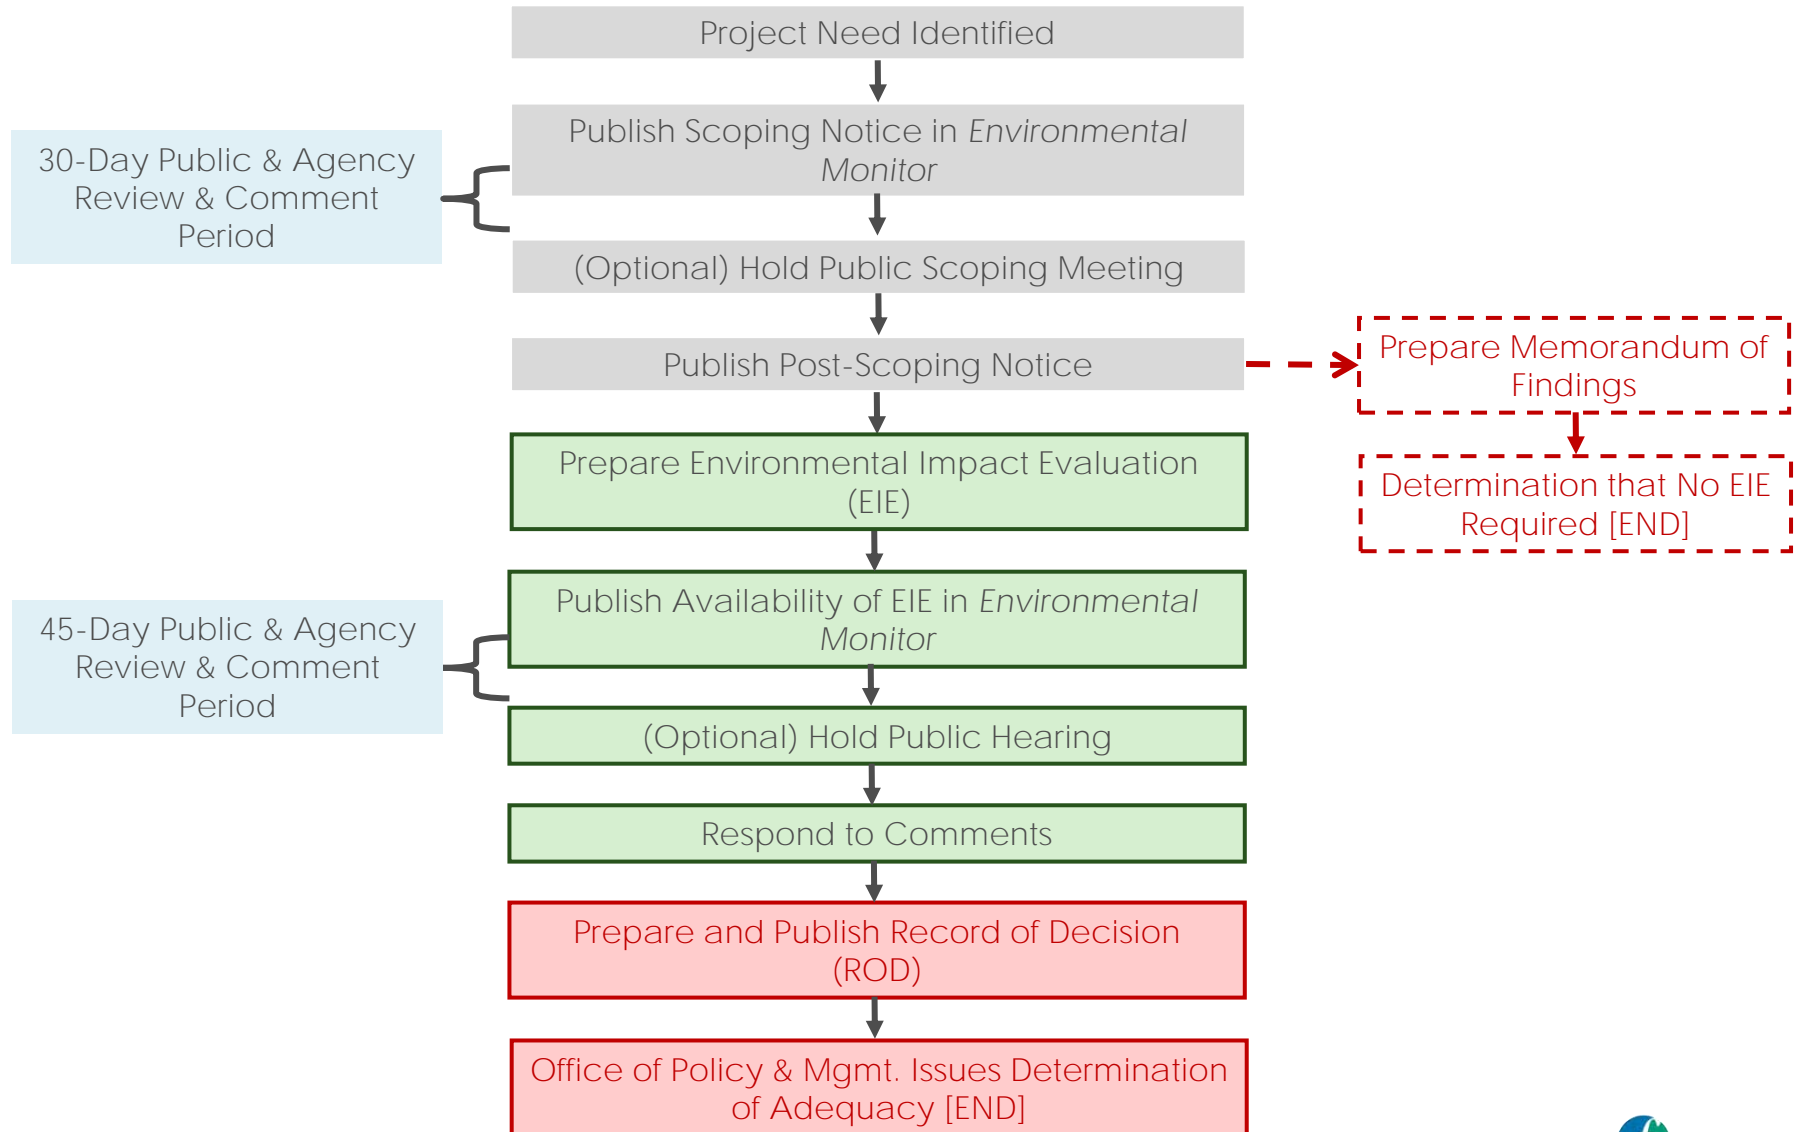 Project Need Identified
Publish Scoping Notice in Environmental
Monitor
30-Day Public & Agency
Review & Comment
Period
(Optional) Hold Public Scoping Meeting
Publish Post-Scoping Notice
Prepare Memorandum of
Findings
Determination that No EIE
Required [END]
Prepare Environmental Impact Evaluation
(EIE)
Publish Availability of EIE in Environmental
Monitor
45-Day Public & Agency
Review & Comment
Period
(Optional) Hold Public Hearing
Respond to Comments
Prepare and Publish Record of Decision
(ROD)
Office of Policy & Mgmt. Issues Determination
of Adequacy [END]